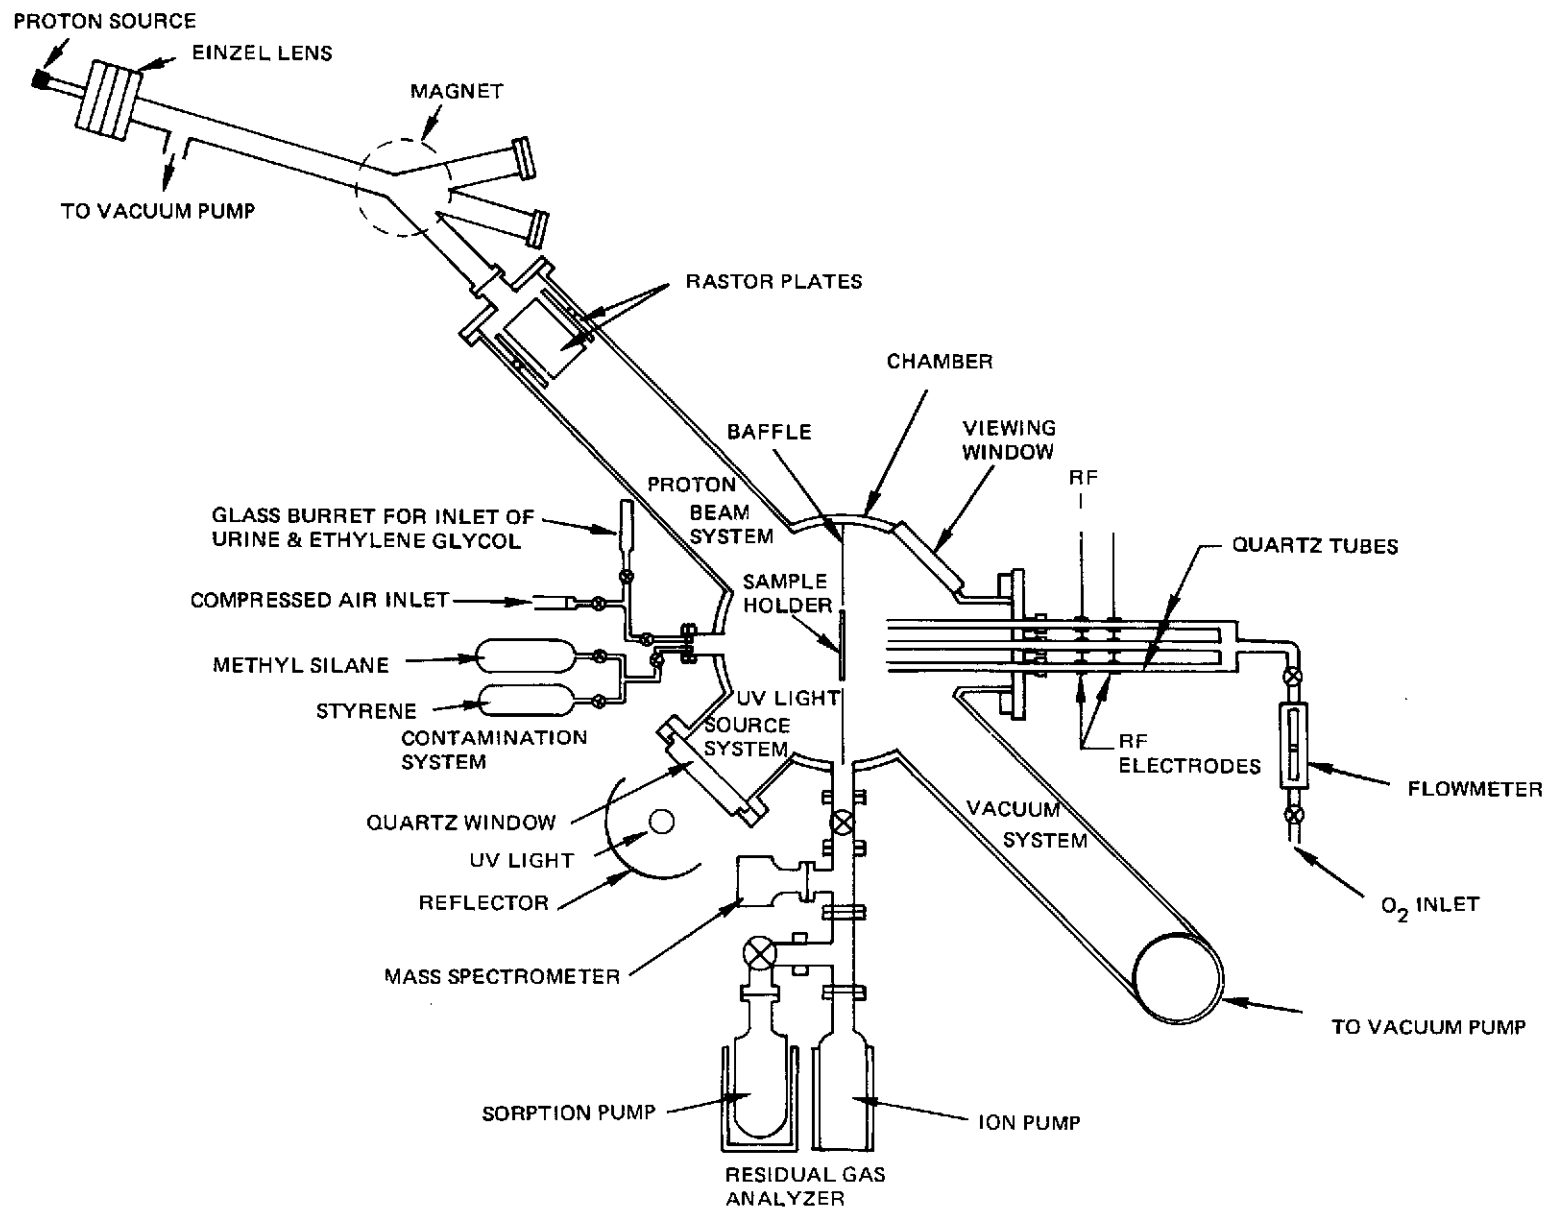 PROTON SOURCE
EINZEL LENS
MAGNET
TO VACUUM PUMP
RASTOR PLATES
CHAMBER
BAFFLE
VIEWING
WINDOW
RF
PROTON
BEAM
SYSTEM
GLASS BURRET FOR INLET OF
URINE & ETHYLENE GLYCOL
QUARTZ TUBES
SAMPLE
HOLDER
COMPRESSED AIR INLET
METHYL SILANE
STYRENE
CONTAMINATION
SYSTEM
UV LIGHT
SOURCE
SYSTEM
RF
ELECTRODES
FLOWMETER
QUARTZ WINDOW
VACUUM
SYSTEM
UV LIGHT
REFLECTOR
O2 INLET
MASS SPECTROMETER
TO VACUUM PUMP
SORPTION PUMP
ION PUMP
RESIDUAL GAS
ANALYZER